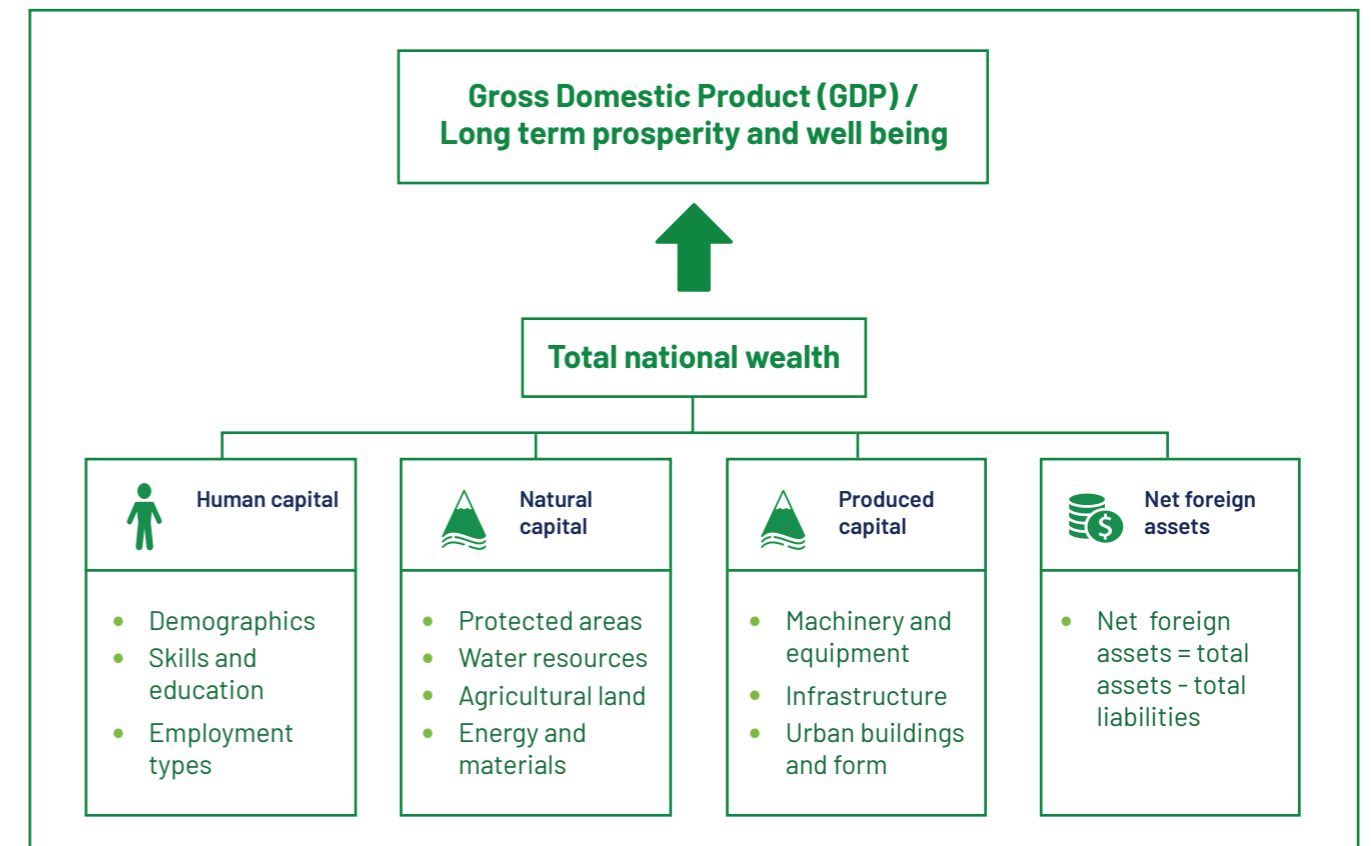 Gross Domestic Product (GDP) /
Long term prosperity and well being
Total national wealth
Human capital
• Demographics
• Skills and
education
• Employment
types
Natural
capital
• Protected areas
• Water resources
• Agricultural land
• Energy and
materials
Produced
capital
• Machinery and
equipment
• Infrastructure
• Urban buildings
and form
Net foreign
assets
$
• Net foreign
assets = total
assets - total
liabilities